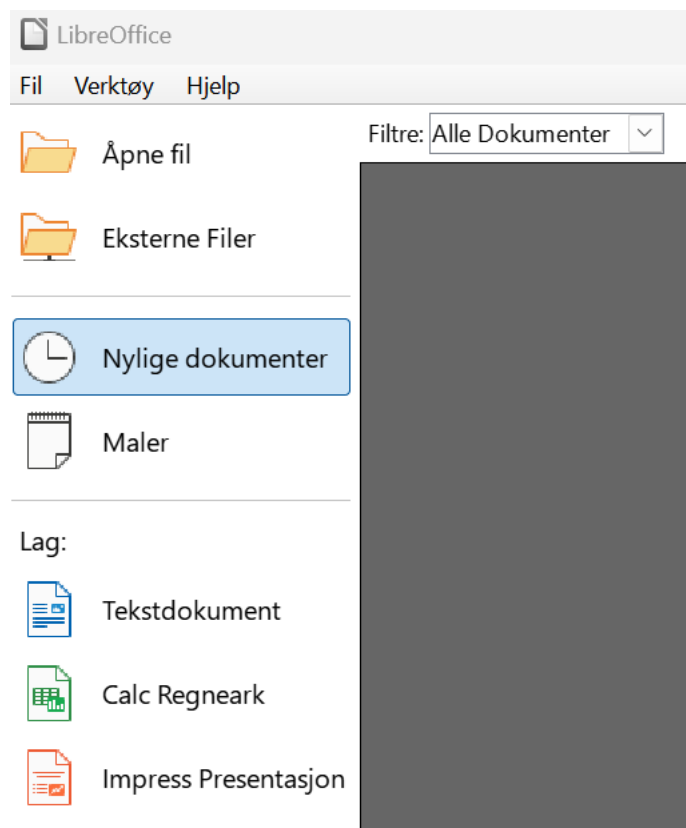 LibreOffice
Fil Verktøy Hjelp
Åpne fil
Filtre: Alle Dokumenter
Eksterne Filer
Nylige dokumenter
Maler
Lag:
Tekstdokument
Calc Regneark
Impress Presentasjon